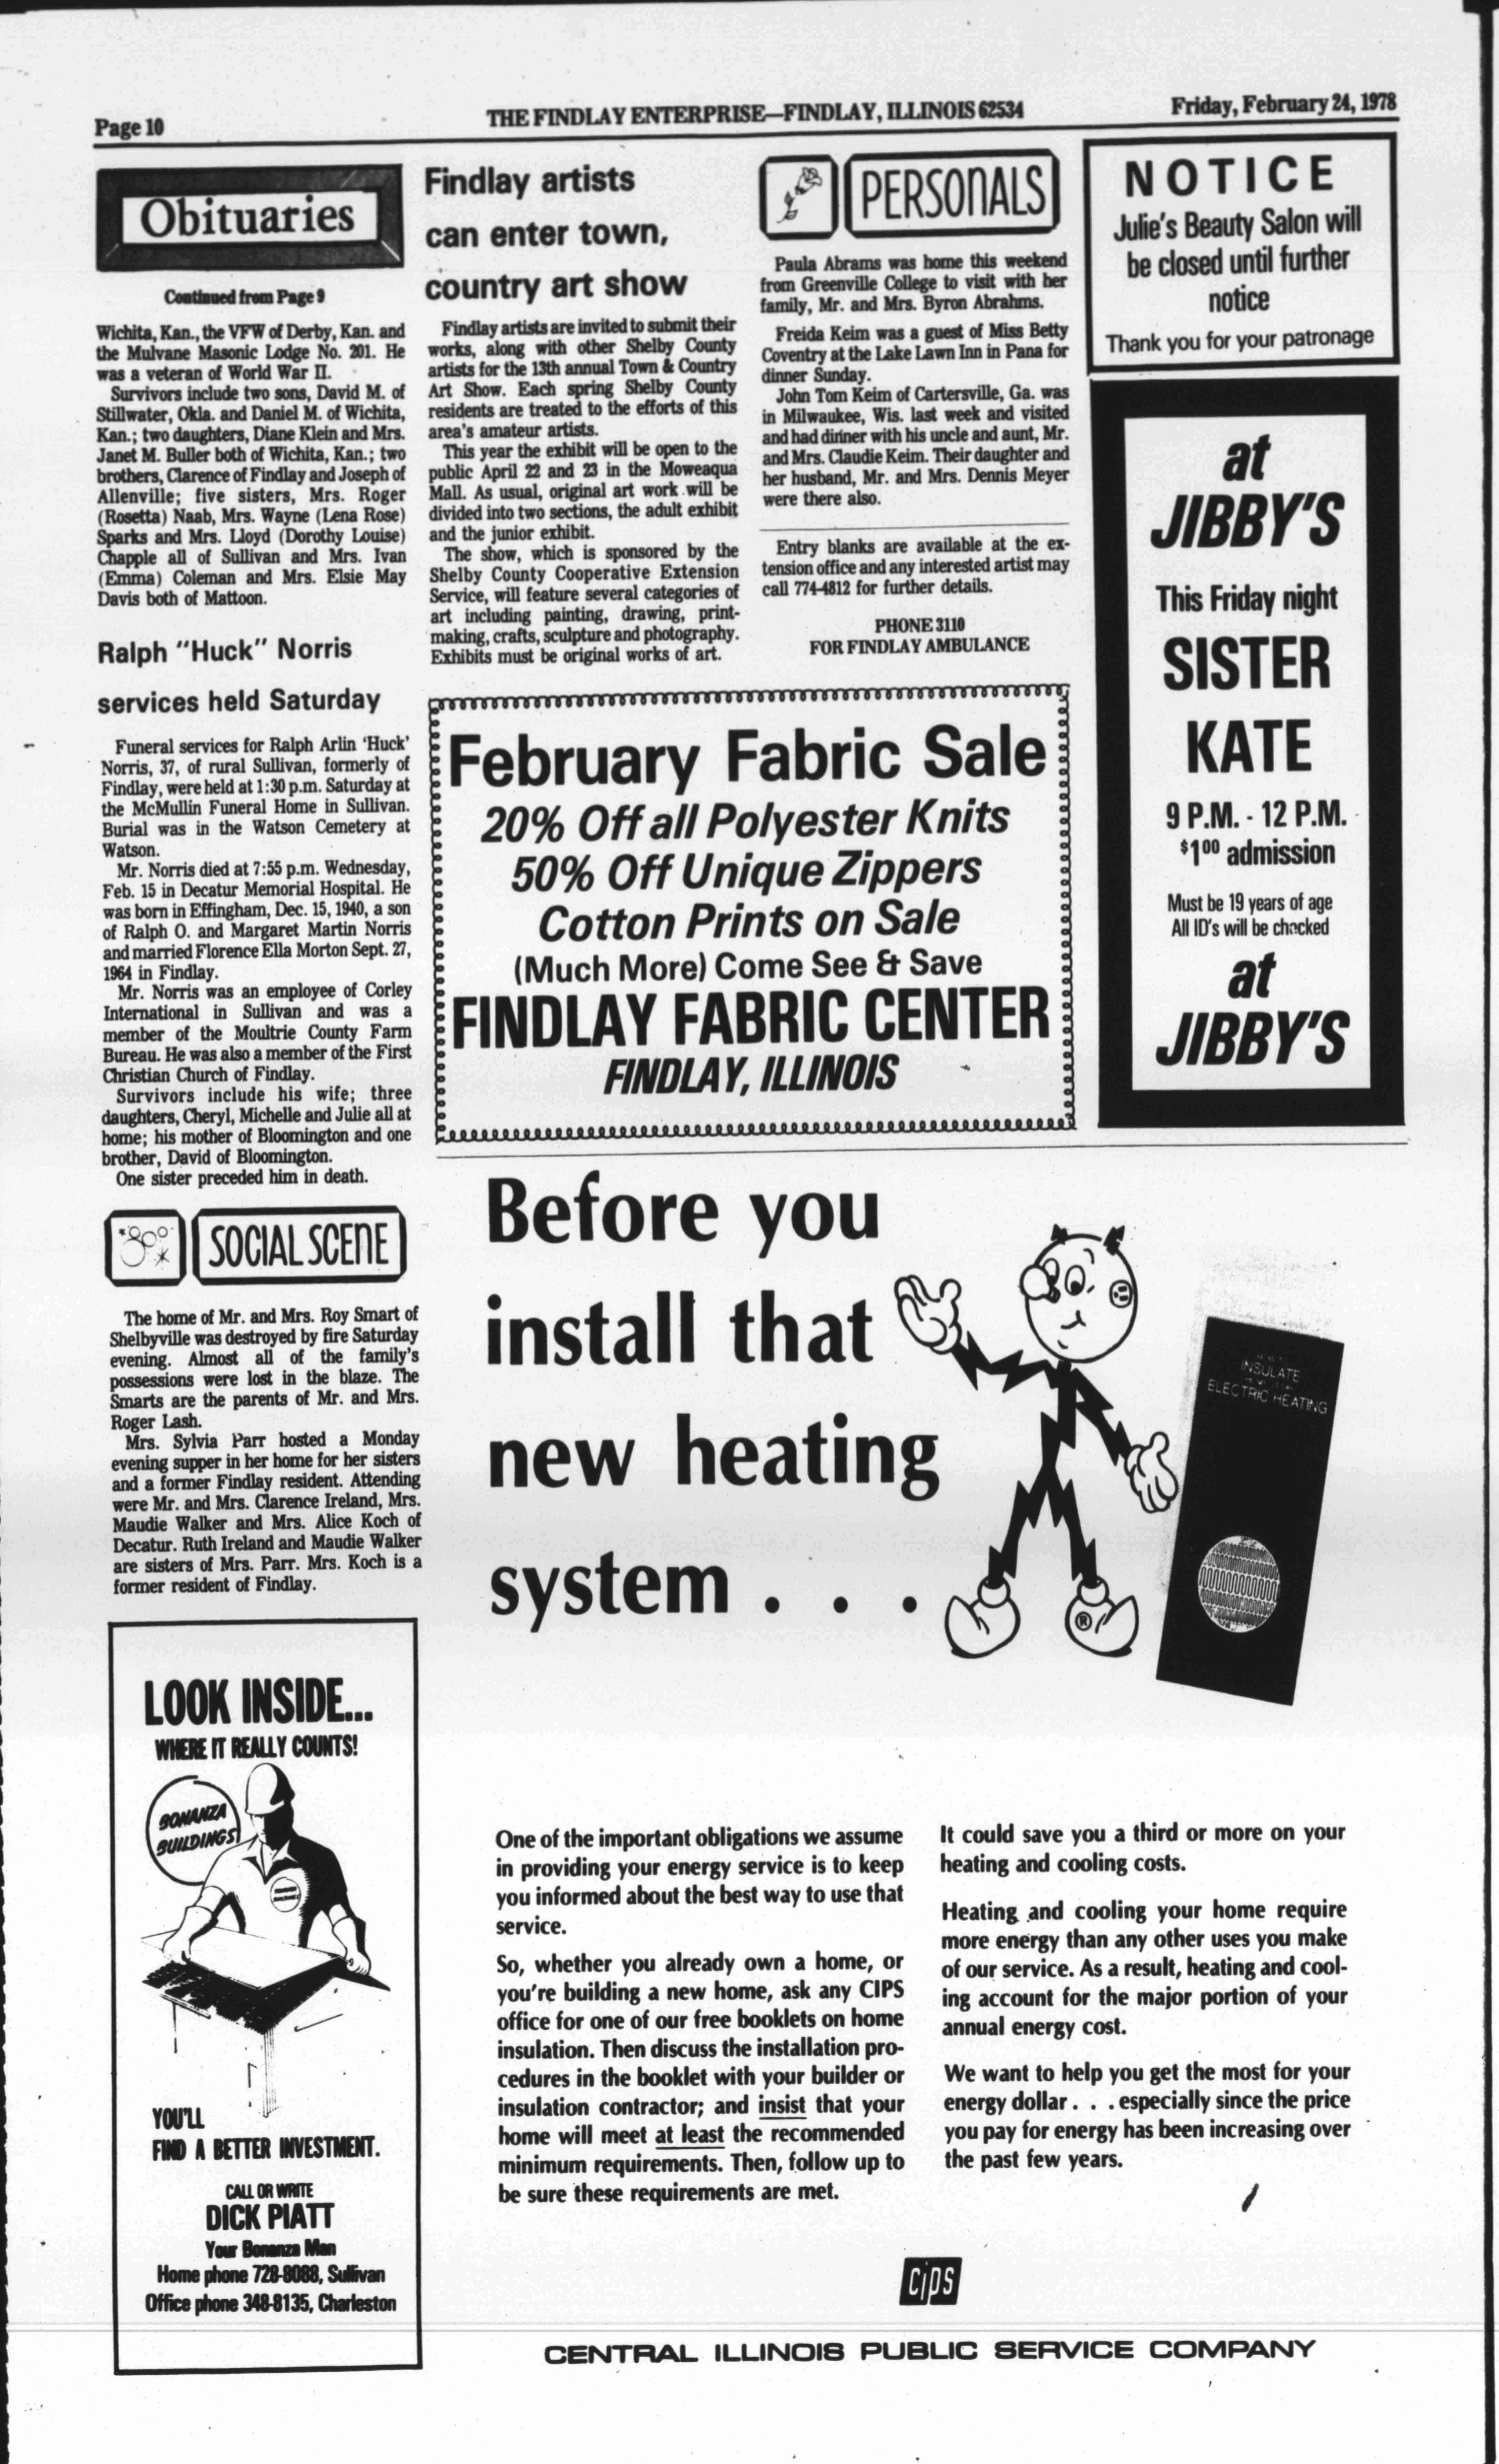 Page 10
THE FINDLAY ENTERPRISE—FINDLAY, ILLINOIS 62534
Friday, February 24, 1978
Obituaries
Continued from Page 9
Wichita, Kan., the VFW of Derby, Kan. and
the Mulvane Masonic Lodge No. 201. He
was a veteran of World War II.
Survivors include two sons, David M. of
Stillwater, Okla. and Daniel M. of Wichita,
Kan.; two daughters, Diane Klein and Mrs.
Janet M. Buller both of Wichita, Kan.; two
brothers, Clarence of Findlay and Joseph of
Allenville; five sisters, Mrs. Roger
(Rosetta) Naab, Mrs. Wayne (Lena Rose)
Sparks and Mrs. Lloyd (Dorothy Louise)
Chapple all of Sullivan and Mrs. Ivan
(Emma) Coleman and Mrs. Elsie May
Davis both of Mattoon.
Ralph "Huck" Norris
services held Saturday
Funeral services for Ralph Arlin 'Huck'
Norris, 37, of rural Sullivan, formerly of
Findlay, were held at 1:30 p.m. Saturday at
the McMullin Funeral Home in Sullivan.
Burial was in the Watson Cemetery at
Watson.
Mr. Norris died at 7:55 p.m. Wednesday,
Feb. 15 in Decatur Memorial Hospital. He
was born in Effingham, Dec. 15, 1940, a son
of Ralph O. and Margaret Martin Norris
and married Florence Ella Morton Sept. 27,
1964 in Findlay.
Mr. Norris was an employee of Corley
International in Sullivan and was a
member of the Moultrie County Farm
Bureau. He was also a member of the First
Christian Church of Findlay.
Survivors include his wife; three
daughters, Cheryl, Michelle and Julie all at
home; his mother of Bloomington and one
brother, David of Bloomington.
One sister preceded him in death.
SOCIAL SCENE
The home of Mr. and Mrs. Roy Smart of
Shelbyville was destroyed by fire Saturday
evening. Almost all of the family's
possessions were lost in the blaze. The
Smarts are the parents of Mr. and Mrs.
Roger Lash.
Mrs. Sylvia Parr hosted a Monday
evening supper in her home for her sisters
and a former Findlay resident. Attending
were Mr. and Mrs. Clarence Ireland, Mrs.
Maudie Walker and Mrs. Alice Koch of
Decatur. Ruth Ireland and Maudie Walker
are sisters of Mrs. Parr. Mrs. Koch is a
former resident of Findlay.
LOOK INSIDE...
WHERE IT REALLY COUNTS!
BONANZA
BUILDINGS
YOU'LL
FIND A BETTER INVESTMENT.
CALL OR WRITE
DICK PIATT
Your Bonanza Man
Home phone 728-8088, Sullivan
Office phone 348-8135, Charleston
Findlay artists
can enter town,
country art show
Findlay artists are invited to submit their
works, along with other Shelby County
artists for the 13th annual Town & Country
Art Show. Each spring Shelby County
residents are treated to the efforts of this
area's amateur artists.
This year the exhibit will be open to the
public April 22 and 23 in the Moweaqua
Mall. As usual, original art work will be
divided into two sections, the adult exhibit
and the junior exhibit.
The show, which is sponsored by the
Shelby County Cooperative Extension
Service, will feature several categories of
art including painting, drawing, print-
making, crafts, sculpture and photography.
Exhibits must be original works of art.
PERSONALS
Paula Abrams was home this weekend
from Greenville College to visit with her
family, Mr. and Mrs. Byron Abrahms.
Freida Keim was a guest of Miss Betty
Coventry at the Lake Lawn Inn in Pana for
dinner Sunday.
John Tom Keim of Cartersville, Ga. was
in Milwaukee, Wis. last week and visited
and had dinner with his uncle and aunt, Mr.
and Mrs. Claudie Keim. Their daughter and
her husband, Mr. and Mrs. Dennis Meyer
were there also.
Entry blanks are available at the ex-
tension office and any interested artist may
call 774-4812 for further details.
PHONE 3110
FOR FINDLAY AMBULANCE
February Fabric Sale
20% Off all Polyester Knits
50% Off Unique Zippers
Cotton Prints on Sale
(Much More) Come See & Save
FINDLAY FABRIC CENTER
FINDLAY, ILLINOIS
NOTICE
Julie's Beauty Salon will
be closed until further
notice
Thank you for your patronage
at
JIBBY'S
This Friday night
SISTER
KATE
9 P.M. - 12 P.M.
$1.00 admission
Must be 19 years of age
All ID's will be checked
at
JIBBY'S
Before you
install that
new heating
system . . .
INSULATE
ELECTRIC HEATING
®
One of the important obligations we assume
in providing your energy service is to keep
you informed about the best way to use that
service.
So, whether you already own a home, or
you're building a new home, ask any CIPS
office for one of our free booklets on home
insulation. Then discuss the installation pro-
cedures in the booklet with your builder or
insulation contractor; and insist that your
home will meet at least the recommended
minimum requirements. Then, follow up to
be sure these requirements are met.
It could save you a third or more on your
heating and cooling costs.
Heating and cooling your home require
more energy than any other uses you make
of our service. As a result, heating and cool-
ing account for the major portion of your
annual energy cost.
We want to help you get the most for your
energy dollar . . . especially since the price
you pay for energy has been increasing over
the past few years.
CIPS
CENTRAL ILLINOIS PUBLIC SERVICE COMPANY